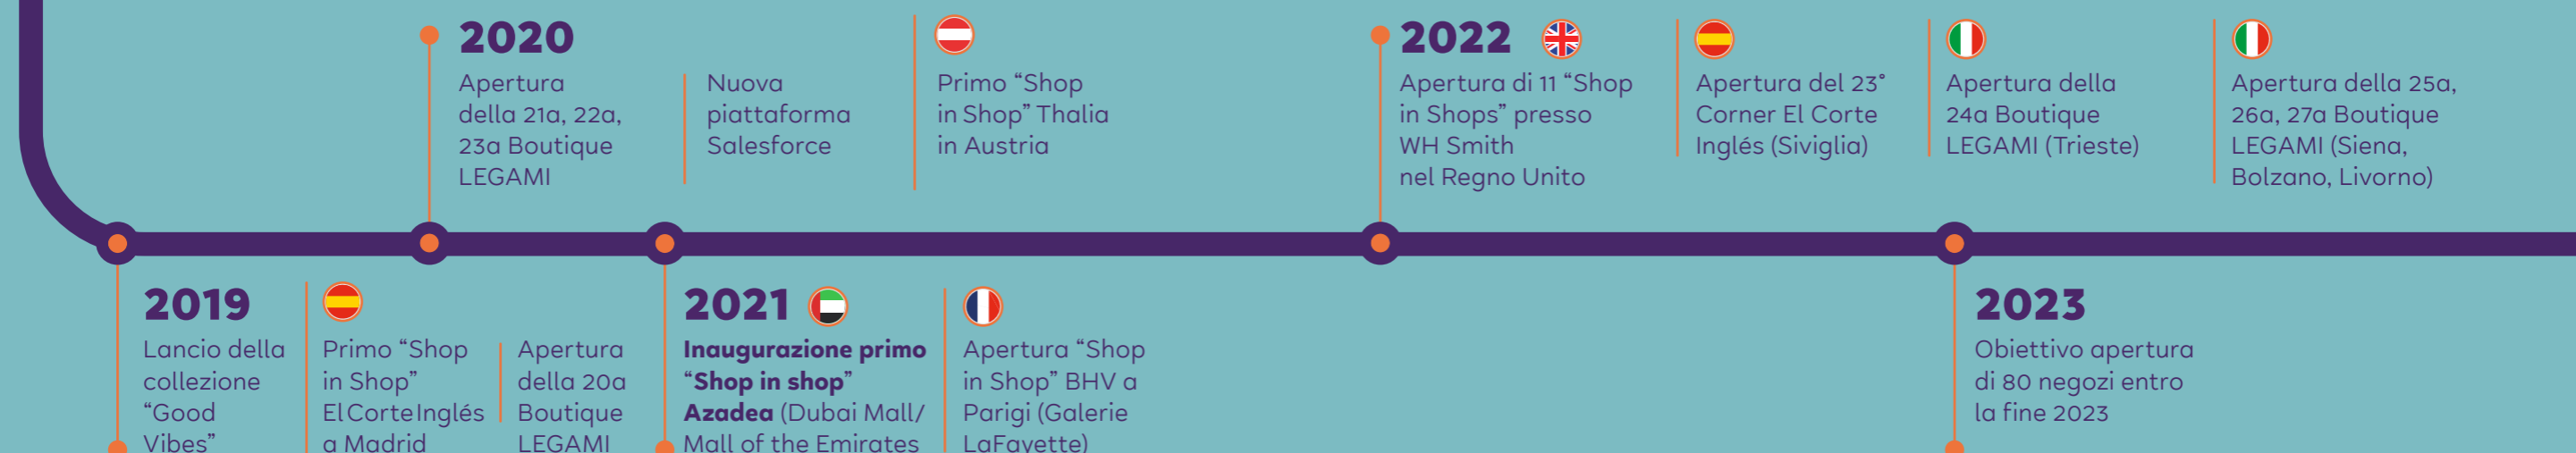 2020
Apertura
della 21a, 22a,
23a Boutique
LEGAMI
Nuova
piattaforma
Salesforce
Primo “Shop
in Shop” Thalia
in Austria
2022
Apertura di 11 “Shop
in Shops” presso
WH Smith
nel Regno Unito
Apertura del 23°
Corner El Corte
Inglés (Siviglia)
Apertura della
24a Boutique
LEGAMI (Trieste)
Apertura della 25a,
26a, 27a Boutique
LEGAMI (Siena,
Bolzano, Livorno)
2019
Lancio della
collezione
“Good
Vibes”
Primo “Shop
in Shop”
El Corte Inglés
a Madrid
Apertura
della 20a
Boutique
LEGAMI
2021
Inaugurazione primo
“Shop in shop”
Azadea (Dubai Mall/
Mall of the Emirates
Apertura “Shop
in Shop” BHV a
Parigi (Galerie
LaFayette)
2023
Obiettivo apertura
di 80 negozi entro
la fine 2023